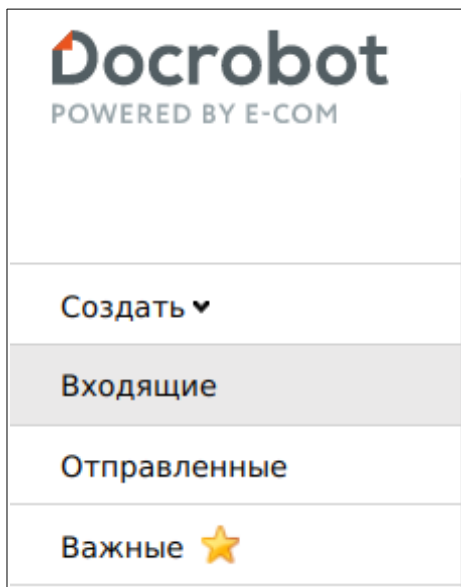 Docrobot
POWERED BY E-COM
Создать
Входящие
Отправленные
Важные